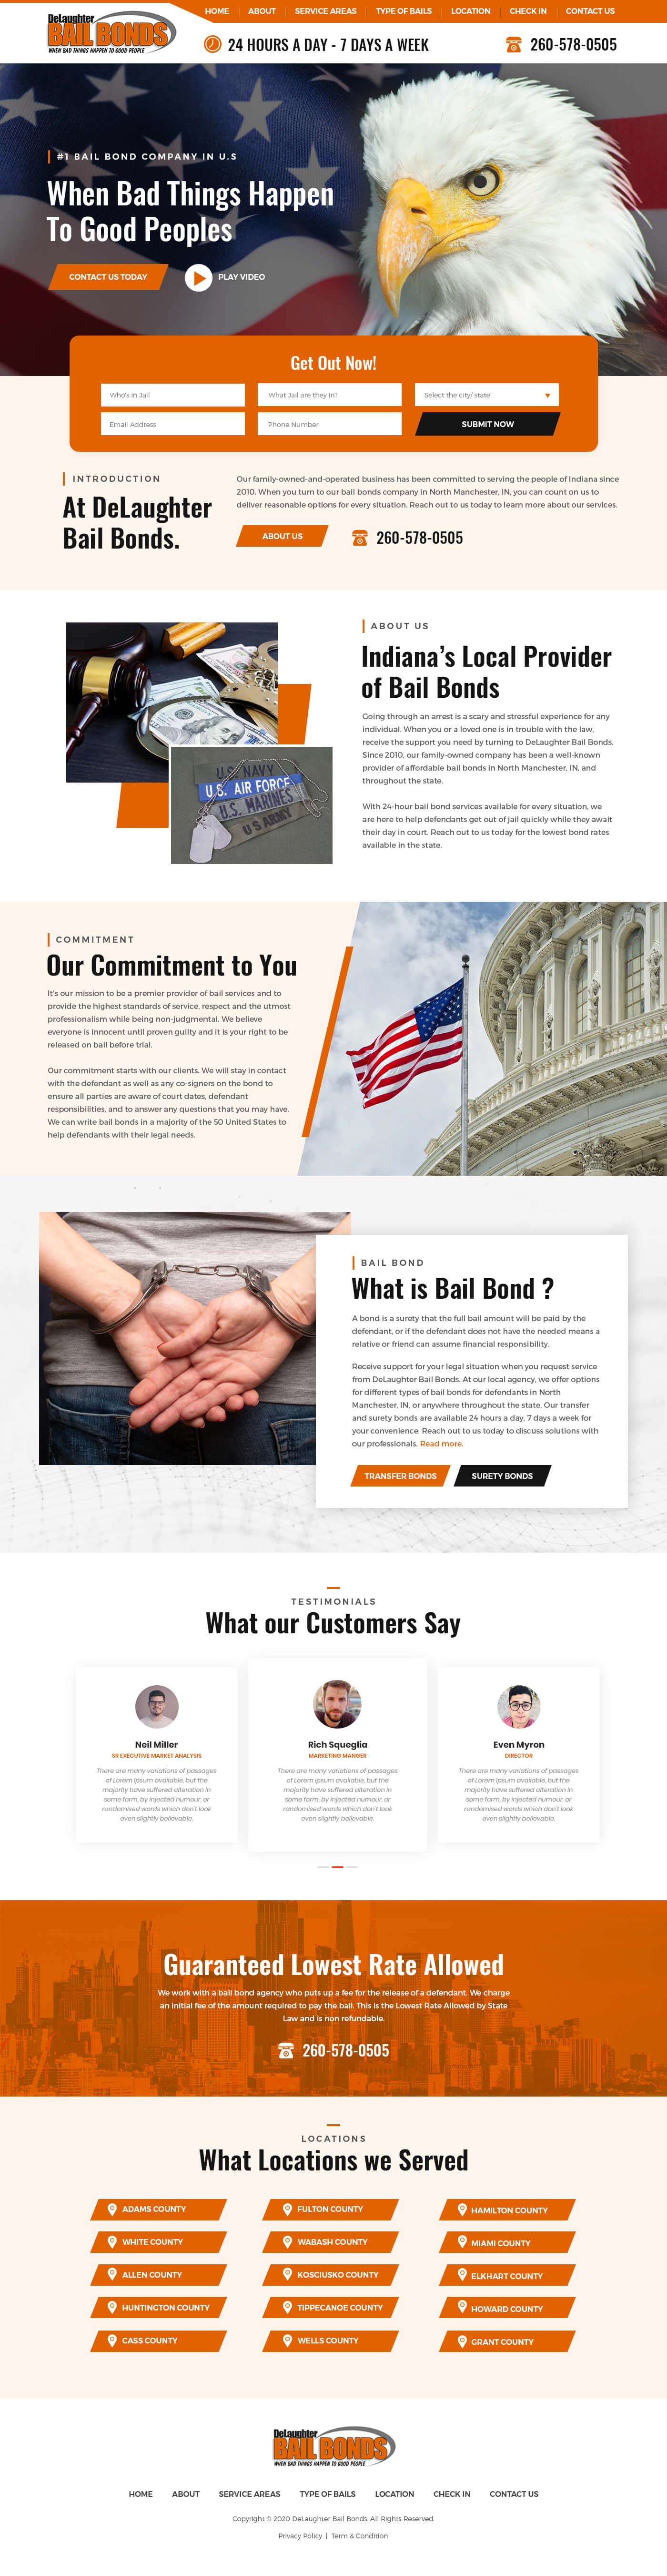 HOME ABOUT SERVICE AREAS TYPE OF BAILS LOCATION CHECK IN CONTACT US
DeLaughter
BAIL BONDS
WHEN BAD THINGS HAPPEN TO GOOD PEOPLE
24 HOURS A DAY - 7 DAYS A WEEK
260-578-0505
#1 BAIL BOND COMPANY IN U.S
When Bad Things Happen
To Good Peoples
CONTACT US TODAY
PLAY VIDEO
Get Out Now!
Who's In Jail
What Jail are they in?
Select the city/ state
Email Address
Phone Number
SUBMIT NOW
INTRODUCTION
At DeLaughter
Bail Bonds.
Our family-owned-and-operated business has been committed to serving the people of Indiana since
2010. When you turn to our bail bonds company in North Manchester, IN, you can count on us to
deliver reasonable options for every situation. Reach out to us today to learn more about our services.
ABOUT US
260-578-0505
ABOUT US
Indiana's Local Provider
of Bail Bonds
Going through an arrest is a scary and stressful experience for any
individual. When you or a loved one is in trouble with the law,
receive the support you need by turning to DeLaughter Bail Bonds.
Since 2010, our family-owned company has been a well-known
provider of affordable bail bonds in North Manchester, IN, and
throughout the state.
With 24-hour bail bond services available for every situation, we
are here to help defendants get out of jail quickly while they await
their day in court. Reach out to us today for the lowest bond rates
available in the state.
U.S. NAVY
U.S. AIR FORCE
U.S. MARINES
U S ARMY
COMMITMENT
Our Commitment to You
It's our mission to be a premier provider of bail services and to
provide the highest standards of service, respect and the utmost
professionalism while being non-judgmental. We believe
everyone is innocent until proven guilty and it is your right to be
released on bail before trial.
Our commitment starts with our clients. We will stay in contact
with the defendant as well as any co-signers on the bond to
ensure all parties are aware of court dates, defendant
responsibilities, and to answer any questions that you may have.
We can write bail bonds in a majority of the 50 United States to
help defendants with their legal needs.
BAIL BOND
What is Bail Bond ?
A bond is a surety that the full bail amount will be paid by the
defendant, or if the defendant does not have the needed means a
relative or friend can assume financial responsibility.
Receive support for your legal situation when you request service
from DeLaughter Bail Bonds. At our local agency, we offer options
for different types of bail bonds for defendants in North
Manchester, IN, or anywhere throughout the state. Our transfer
and surety bonds are available 24 hours a day, 7 days a week for
your convenience. Reach out to us today to discuss solutions with
our professionals. Read more.
TRANSFER BONDS
SURETY BONDS
TESTIMONIALS
What our Customers Say
Neil Miller
SR EXECUTIVE MARKET ANALYSIS
There are many variations of passages
of Lorem Ipsum available, but the
majority have suffered alteration in
some form, by injected humour, or
randomised words which don't look
even slightly believable.
Rich Squeglia
MARKETING MANGER
There are many variations of passages
of Lorem Ipsum available, but the
majority have suffered alteration in
some form, by injected humour, or
randomised words which don't look
even slightly believable.
Even Myron
DIRECTOR
There are many variations of passages
of Lorem Ipsum available, but the
majority have suffered alteration in
some form, by injected humour, or
randomised words which don't look
even slightly believable.
Guaranteed Lowest Rate Allowed
We work with a bail bond agency who puts up a fee for the release of a defendant. We charge
an initial fee of the amount required to pay the bail. This is the Lowest Rate Allowed by State
Law and is non refundable.
260-578-0505
LOCATIONS
What Locations we Served
ADAMS COUNTY
FULTON COUNTY
HAMILTON COUNTY
WHITE COUNTY
WABASH COUNTY
MIAMI COUNTY
ALLEN COUNTY
KOSCIUSKO COUNTY
ELKHART COUNTY
HUNTINGTON COUNTY
TIPPECANOE COUNTY
HOWARD COUNTY
CASS COUNTY
WELLS COUNTY
GRANT COUNTY
DeLaughter
BAIL BONDS
WHEN BAD THINGS HAPPEN TO GOOD PEOPLE
HOME ABOUT SERVICE AREAS TYPE OF BAILS LOCATION CHECK IN CONTACT US
Copyright © 2020 DeLaughter Bail Bonds. All Rights Reserved.
Privacy Policy | Term & Condition